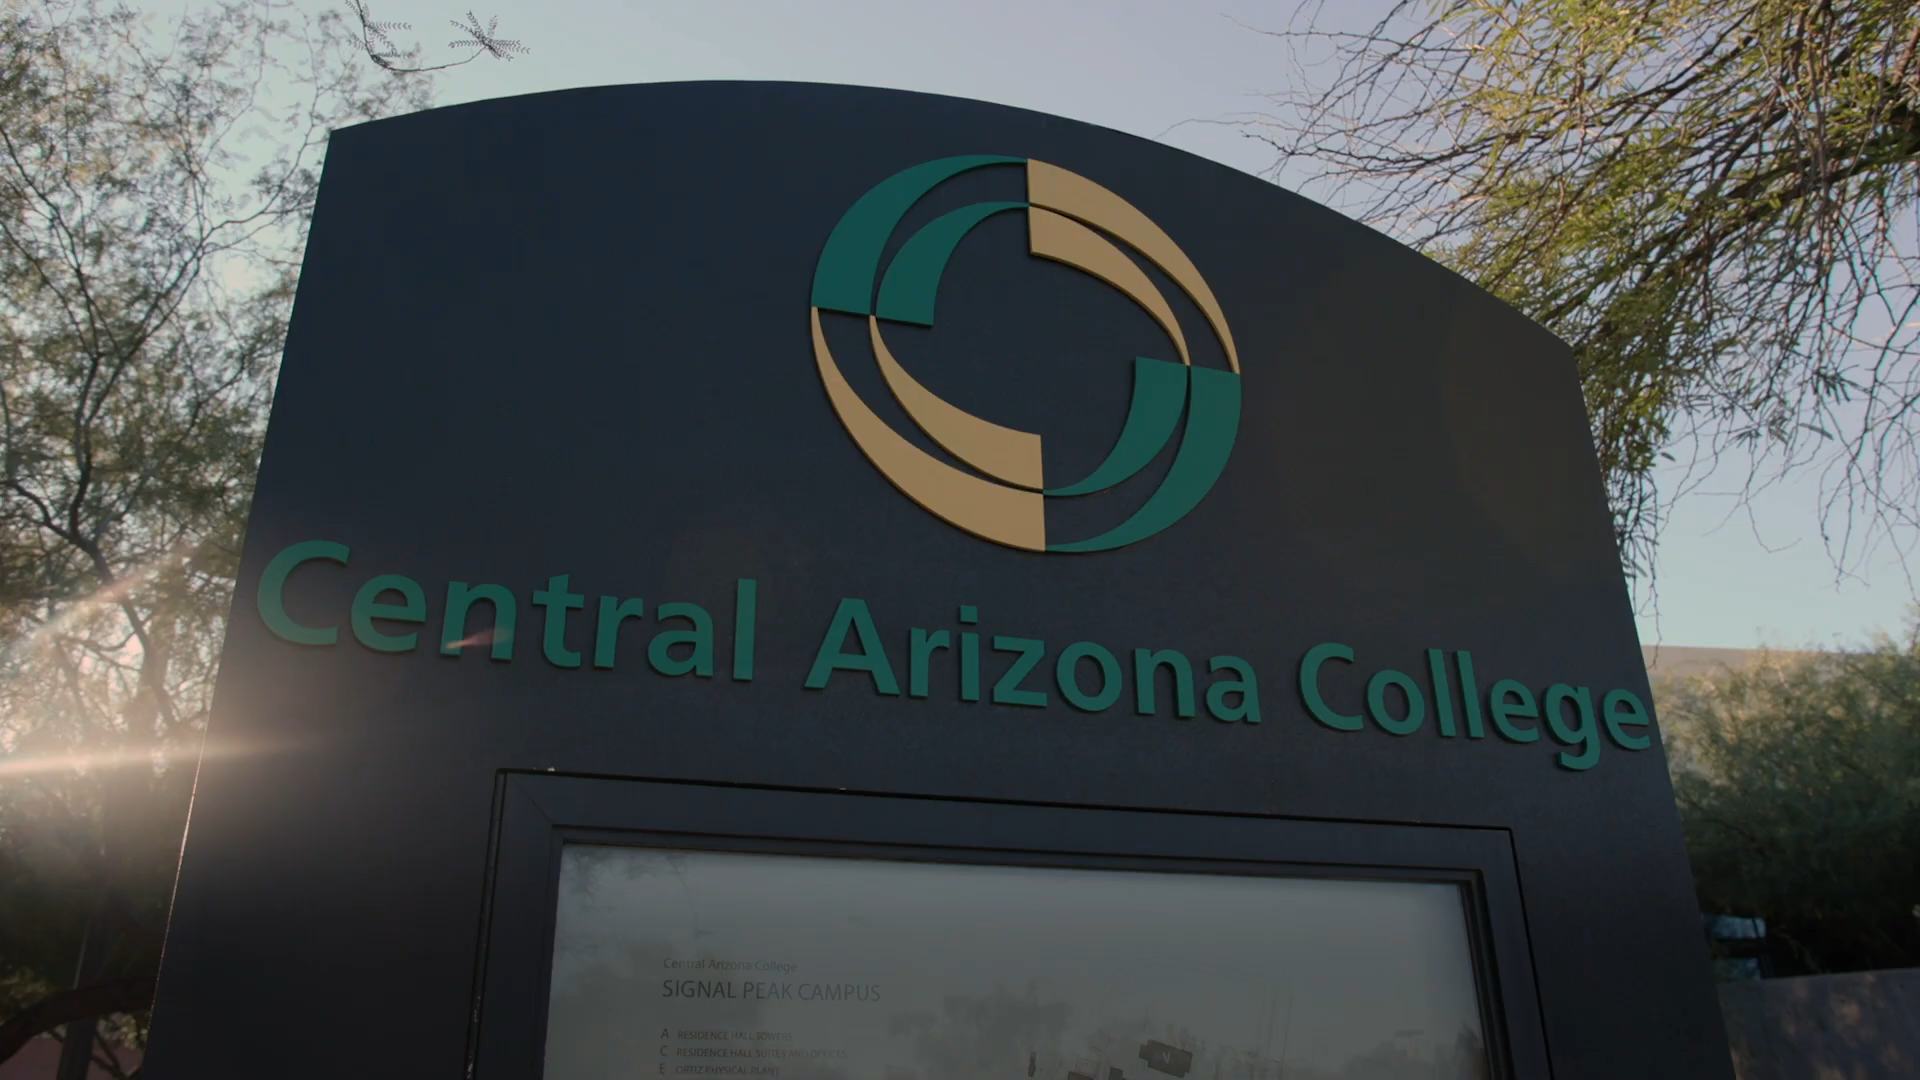 Central Arizona College
Central Arizona College
SIGNAL PEAK CAMPUS
A RESIDENCE HALL TOWERS
C RESIDENCE HALL SUITES AND OFFICES
E ORTIZ PHYSICAL PLANT
N